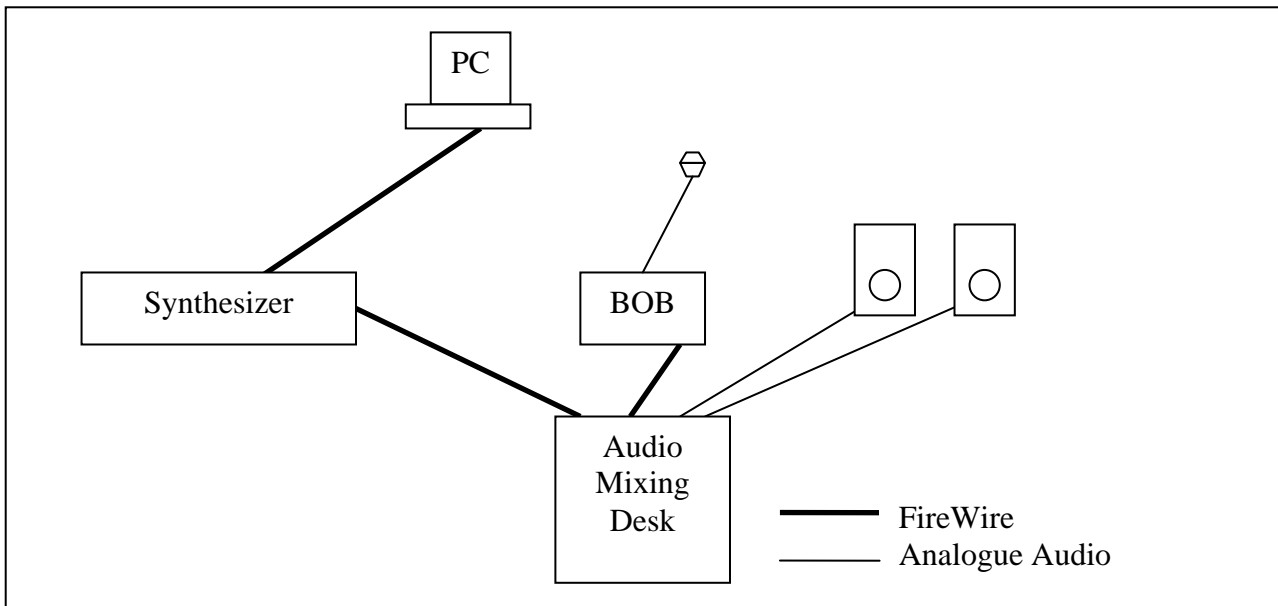 PC
Synthesizer
BOB
Audio
Mixing
Desk
FireWire
Analogue Audio